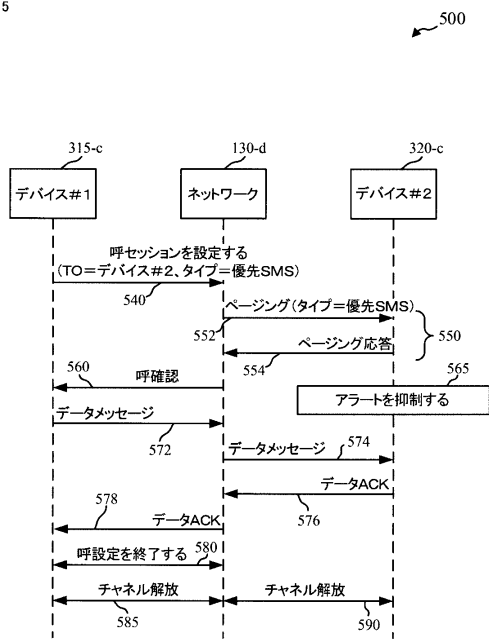 5
500
315-c
130-d
320-c
デバイス#1
ネットワーク
デバイス#2
呼セッションを設定する
(TO=デバイス#2、タイプ=優先SMS)
540
ページング(タイプ=優先SMS)
552
550
ページング応答
554
560
呼確認
565
アラートを抑制する
データメッセージ
572
データメッセージ
574
データACK
576
578
データACK
呼設定を終了する
580
チャネル解放
585
チャネル解放
590